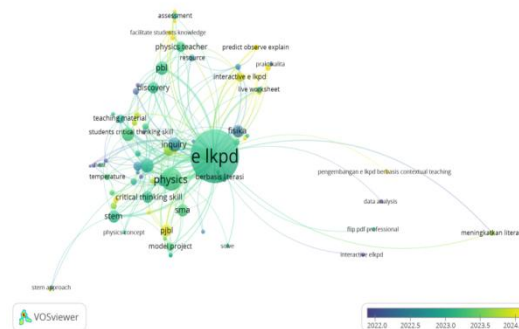 assessment
facilitate students knowledge
physics teacher
predict observe explain
resource
praktikalita
pbl
interactive e lkpd
discovery
live worksheet
teaching material
fisika
students critical thinking skill
inquiry
e lkpd
temperature
berbasis literasi
pengembangan e lkpd berbasis contextual teaching
physics
critical thinking skill
data analysis
sma
stem
physics concept
pjbl
flip pdf professional
meningkatkan litera
model project
solve
interactive elkpd
stem approach
VOSviewer
2022.0 2022.5 2023.0 2023.5 2024.